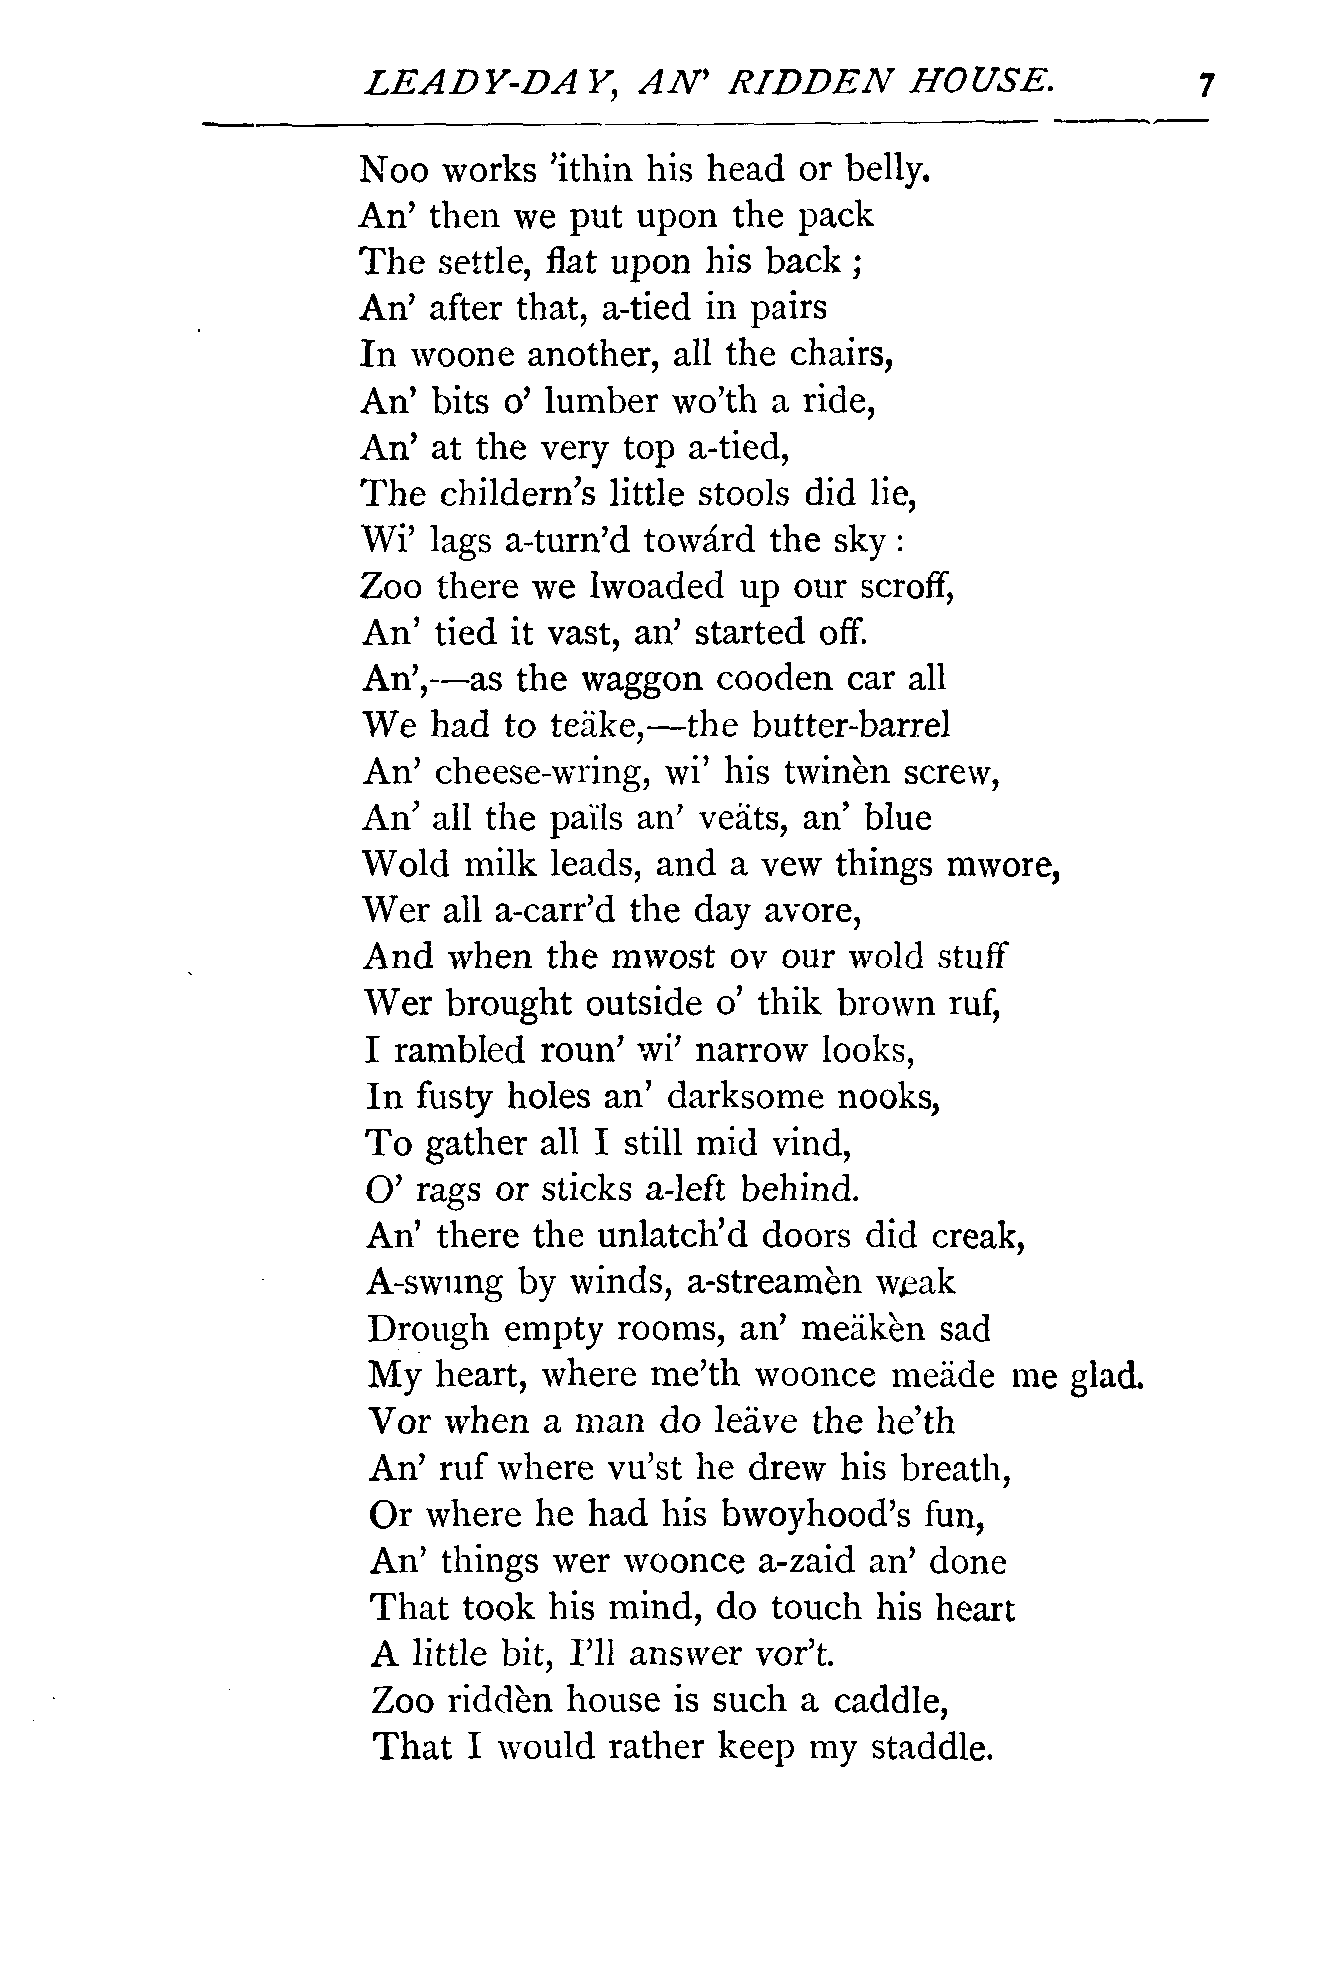 LEADY-DAY, AN' RIDDEN HOUSE. 7
Noo works 'ithin his head or belly.
An' then we put upon the pack
The settle, flat upon his back ;
An' after that, a-tied in pairs
In woone another, all the chairs,
An' bits o' lumber wo'th a ride,
An' at the very top a-tied,
The childern's little stools did lie,
Wi' lags a-turn'd towárd the sky :
Zoo there we lwoaded up our scroff,
An' tied it vast, an' started off.
An',—as the waggon cooden car all
We had to teäke,—the butter-barrel
An' cheese-wring, wi' his twinèn screw,
An' all the païls an' veäts, an' blue
Wold milk leads, and a vew things mwore,
Wer all a-carr'd the day avore,
And when the mwost ov our wold stuff
Wer brought outside o' thik brown ruf,
I rambled roun' wi' narrow looks,
In fusty holes an' darksome nooks,
To gather all I still mid vind,
O' rags or sticks a-left behind.
An' there the unlatch'd doors did creak,
A-swung by winds, a-streamèn weak
Drough empty rooms, an' meäkèn sad
My heart, where me'th woonce meäde me glad.
Vor when a man do leäve the he'th
An' ruf where vu'st he drew his breath,
Or where he had his bwoyhood's fun,
An' things wer woonce a-zaid an' done
That took his mind, do touch his heart
A little bit, I'll answer vor't.
Zoo riddèn house is such a caddle,
That I would rather keep my staddle.